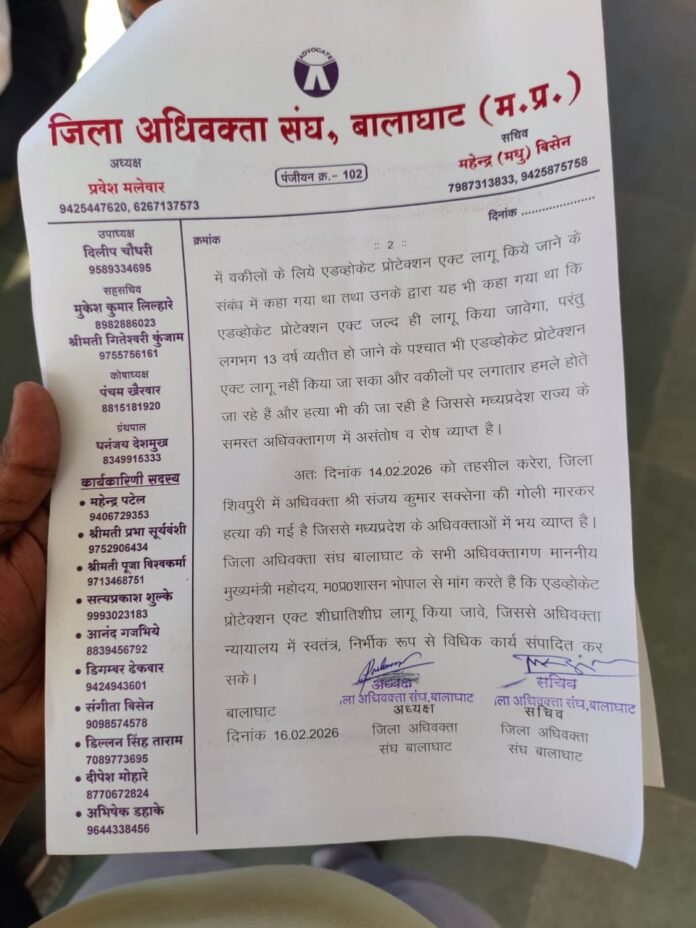 ADVOCATE
जिला अधिवक्ता संघ, बालाघाट (म.प्र.)
अध्यक्ष
प्रवेश मलेवार
9425447620, 6267137573
पंजीयन क्र.- 102
सचिव
महेन्द्र (मधु) बिसेन
7987313833, 9425875758
दिनांक ......................
उपाध्यक्ष
दिलीप चौधरी
9589334695
सहसचिव
मुकेश कुमार लिल्हारे
8982886023
श्रीमती गितेश्वरी कुंजाम
9755756161
कोषाध्यक्ष
पंचम खैरवार
8815181920
ग्रंथपाल
धनंजय देशमुख
8349915333
कार्यकारिणी सदस्य
• महेन्द्र पटेल
9406729353
• श्रीमती प्रभा सूर्यवंशी
9752906434
• श्रीमती पूजा विश्वकर्मा
9713468751
• सत्यप्रकाश शुल्के
9993023183
• आनंद गजभिये
8839456792
• डिगम्बर ढेकवार
9424943601
• संगीता बिसेन
9098574578
• डिल्लन सिंह ताराम
7089773695
• दीपेश मोहारे
8770672824
• अभिषेक डहाके
9644338456
क्रमांक
:: 2 ::
में वकीलों के लिये एडव्होकेट प्रोटेक्शन एक्ट लागू किये जाने के
संबंध में कहा गया था तथा उनके द्वारा यह भी कहा गया था कि
एडव्होकेट प्रोटेक्शन एक्ट जल्द ही लागू किया जावेगा, परंतु
लगभग 13 वर्ष व्यतीत हो जाने के पश्चात भी एडव्होकेट प्रोटेक्शन
एक्ट लागू नहीं किया जा सका और वकीलों पर लगातार हमले होते
जा रहे हैं और हत्या भी की जा रही है जिससे मध्यप्रदेश राज्य के
समस्त अधिवक्तागण में असंतोष व रोष व्याप्त है।
अतः दिनांक 14.02.2026 को तहसील करेरा, जिला
शिवपुरी में अधिवक्ता श्री संजय कुमार सक्सेना की गोली मारकर
हत्या की गई है जिससे मध्यप्रदेश के अधिवक्ताओं में भय व्याप्त है।
जिला अधिवक्ता संघ बालाघाट के सभी अधिवक्तागण माननीय
मुख्यमंत्री महोदय, म0प्र0शासन भोपाल से मांग करते हैं कि एडव्होकेट
प्रोटेक्शन एक्ट शीघ्रातिशीघ्र लागू किया जावे, जिससे अधिवक्ता
न्यायालय में स्वतंत्र, निर्भीक रूप से विधिक कार्य संपादित कर
सके।
अध्यक्ष
ला अधिवक्ता संघ,बालाघाट
सचिव
ला अधिवक्ता संघ,बालाघाट
बालाघाट
अध्यक्ष
सचिव
दिनांक 16.02.2026
जिला अधिवक्ता
जिला अधिवक्ता
संघ बालाघाट
संघ बालाघाट